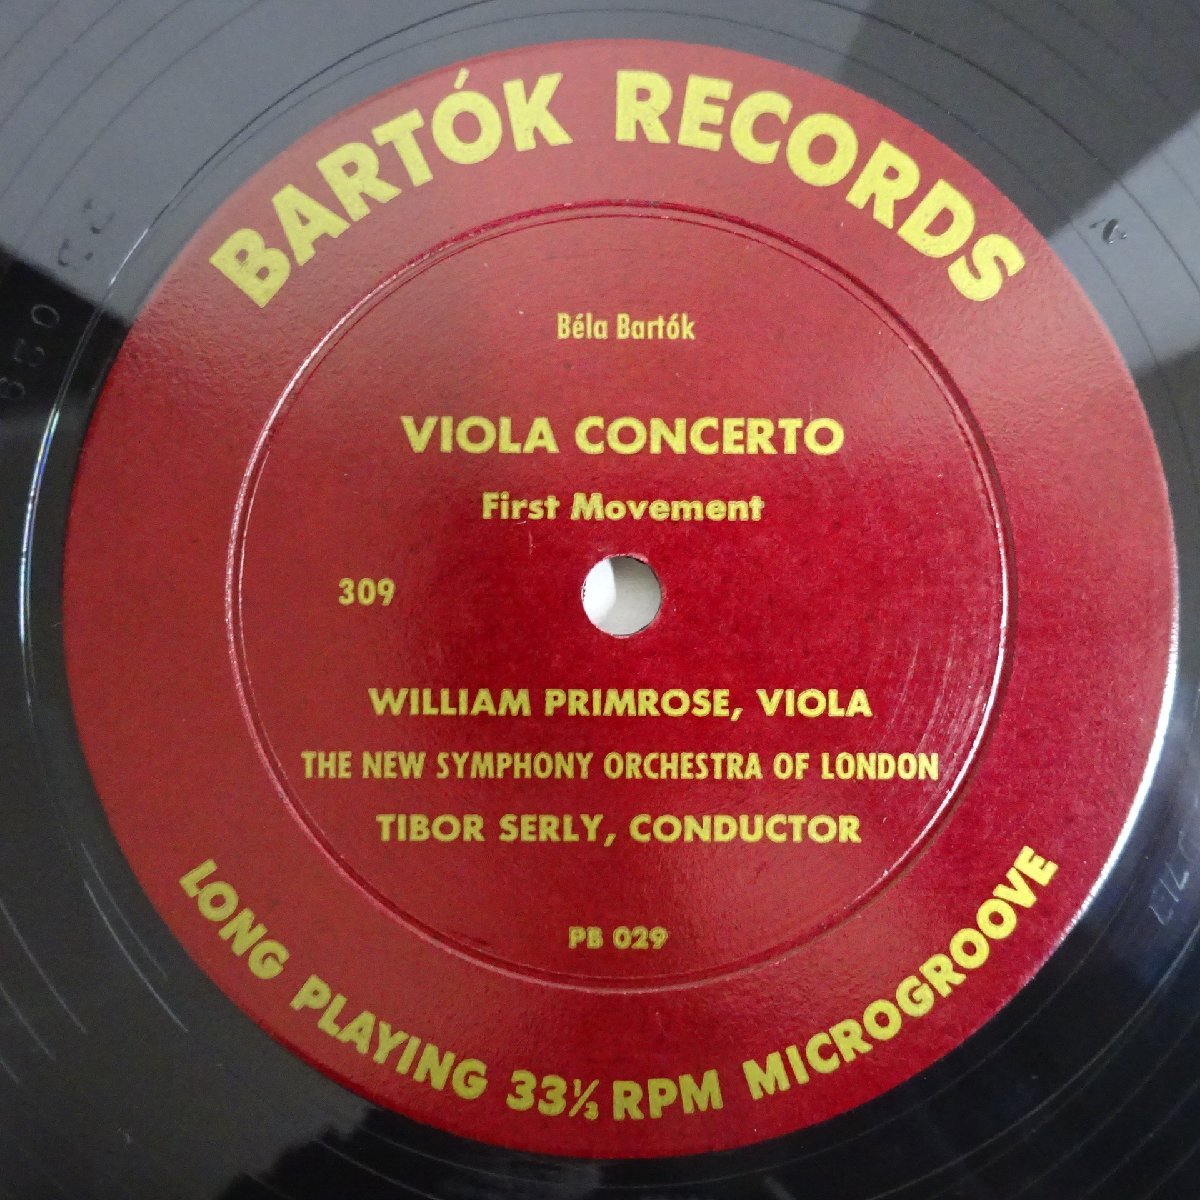 BARTÓK RECORDS
Béla Bartók
VIOLA CONCERTO
First Movement
309
WILLIAM PRIMROSE, VIOLA
THE NEW SYMPHONY ORCHESTRA OF LONDON
TIBOR SERLY, CONDUCTOR
PB 029
LONG PLAYING 33⅓ RPM MICROGROOVE